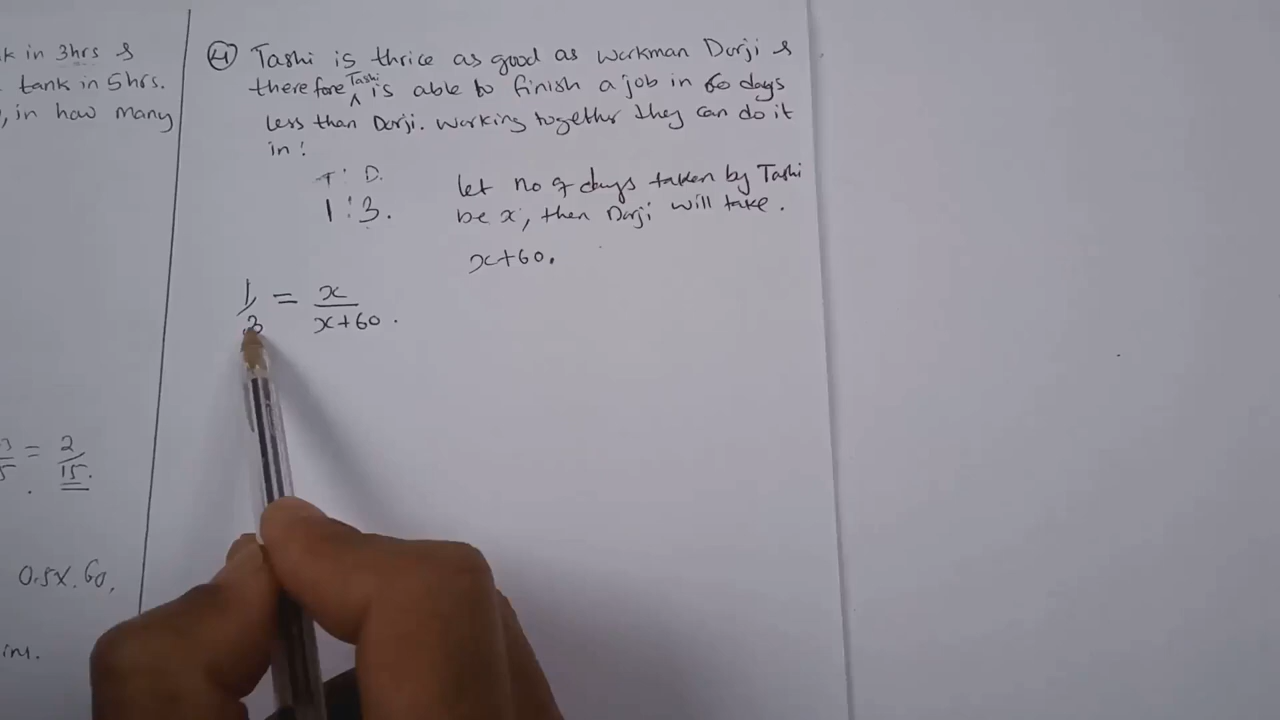 k in 3hrs &
tank in 5hrs.
, in how many
3/5 = 2/15.
0.5 x. 60,
④ Tashi is thrice as good as workman Dorji &
therefore Tashi is able to finish a job in 60 days
less than Dorji. Working together they can do it
in!
T : D.
1 : 3.
let no of days taken by Tashi
be x, then Dorji will take.
x+60.
1/3 = x/x+60.